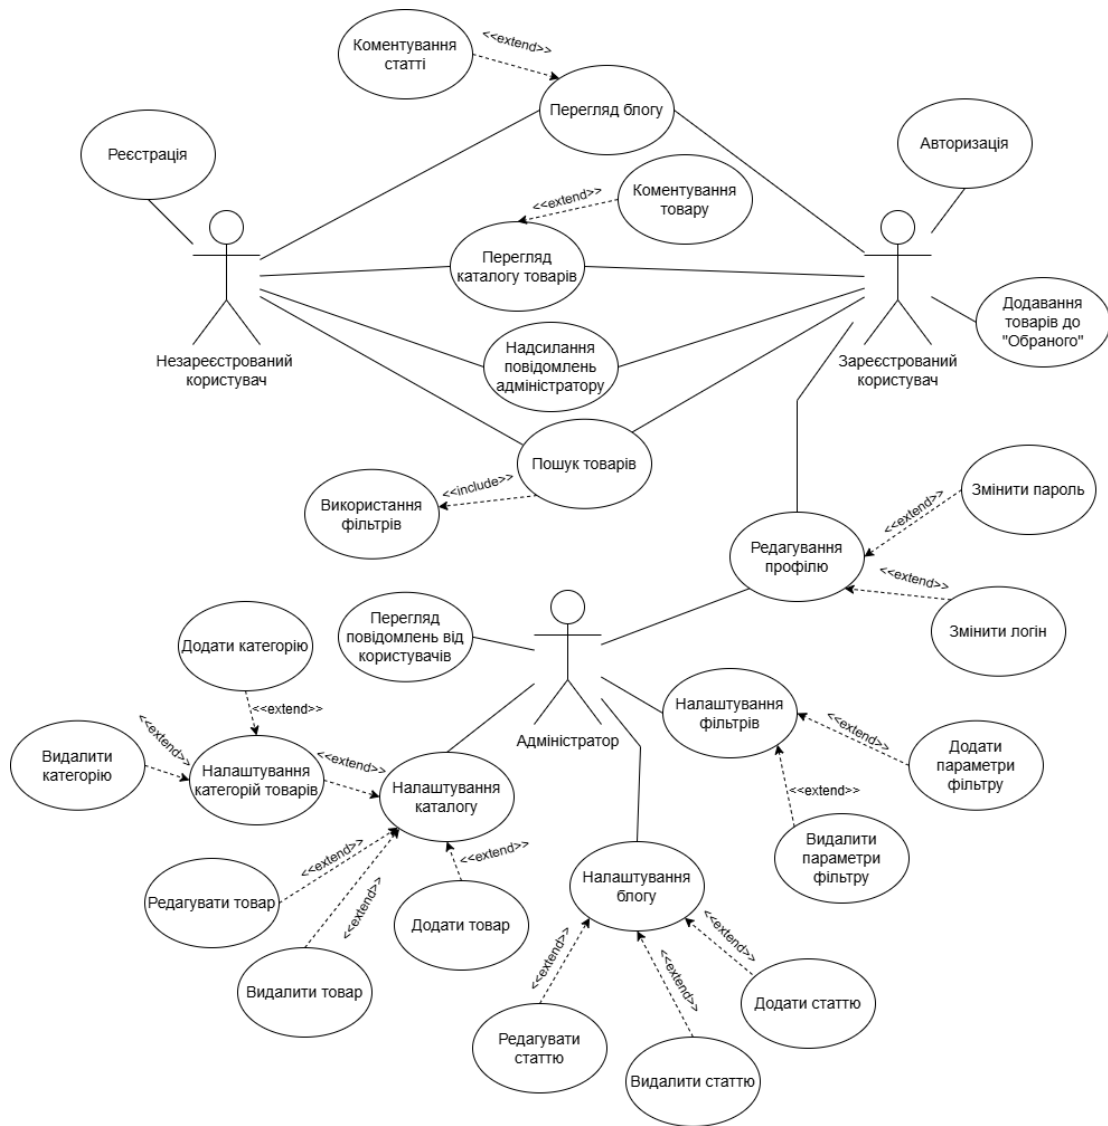 <<extend>>
Коментування
статті
Перегляд блогу
Реєстрація
Авторизація
<<extend>>
Коментування
товару
Перегляд
каталогу товарів
Додавання
товарів до
"Обраного"
Незареєстрований
користувач
Надсилання
повідомлень
адміністратору
Зареєстрований
користувач
Пошук товарів
<<include>>
Використання
фільтрів
Змінити пароль
<<extend>>
Редагування
профілю
<<extend>>
Змінити логін
Перегляд
повідомлень від
користувачів
Додати категорію
<<extend>>
Налаштування
фільтрів
Адміністратор
<<extend>>
Видалити
категорію
Налаштування
категорій товарів
<<extend>>
Налаштування
каталогу
<<extend>>
Додати
параметри
фільтру
<<extend>>
Видалити
параметри
фільтру
<<extend>>
Редагувати товар
<<extend>>
<<extend>>
Додати товар
Налаштування
блогу
Видалити товар
<<extend>>
<<extend>>
<<extend>>
Додати статтю
Редагувати
статтю
Видалити статтю